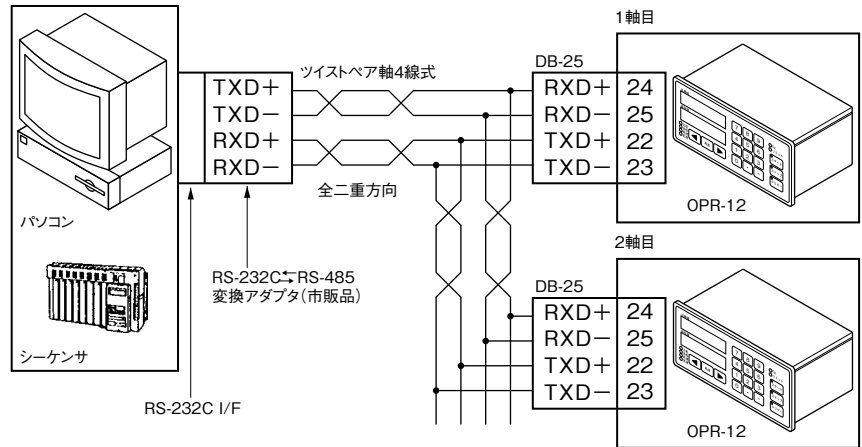 1軸目
パソコン
シーケンサ
TXD+
TXD−
RXD+
RXD−
ツイストペア軸4線式
全二重方向
RS-232C⇆RS-485
変換アダプタ(市販品)
RS-232C I/F
DB-25
RXD+ 24
RXD− 25
TXD+ 22
TXD− 23
OPR-12
2軸目
DB-25
RXD+ 24
RXD− 25
TXD+ 22
TXD− 23
OPR-12